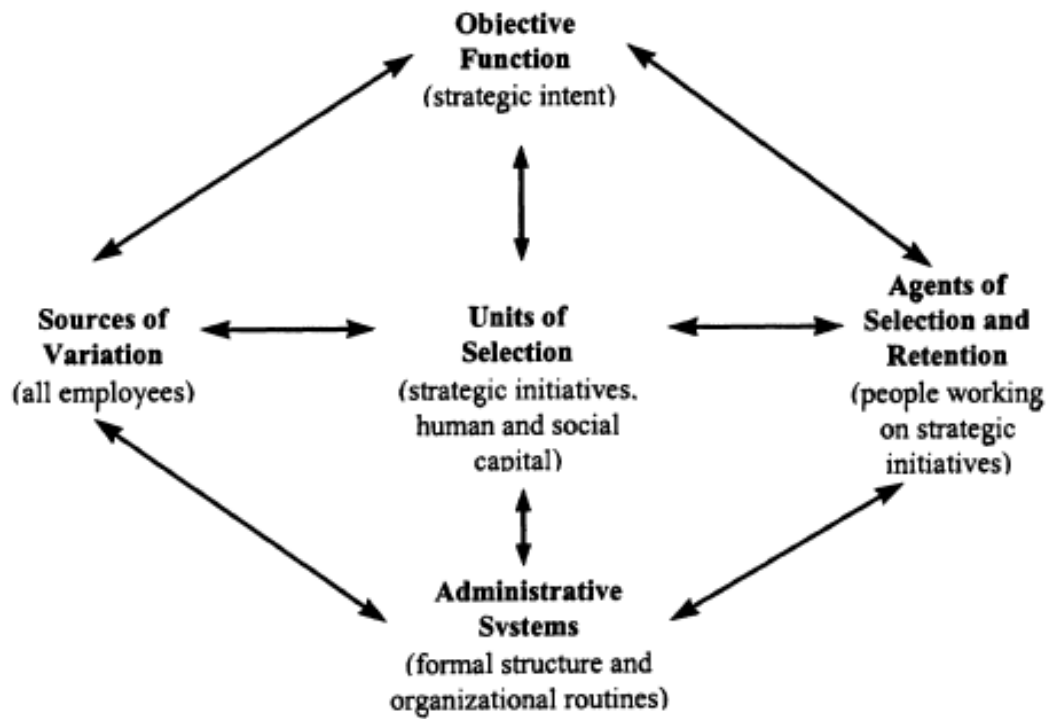 Objective
Function
(strategic intent)
Sources of
Variation
(all employees)
Units of
Selection
(strategic initiatives.
human and social
capital)
Agents of
Selection and
Retention
(people working
on strategic
initiatives)
Administrative
Systems
(formal structure and
organizational routines)